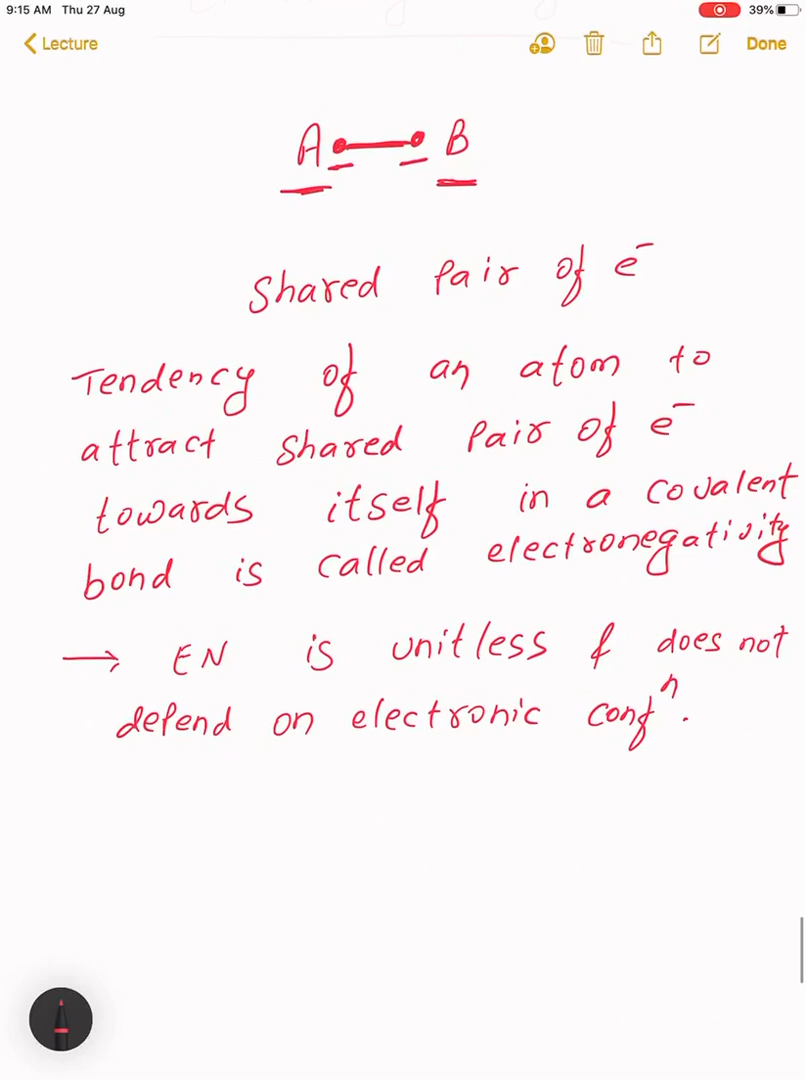 9:15 AM Thu 27 Aug 39%
Lecture Done
A B
Shared Pair of e⁻
Tendency of an atom to
attract shared Pair of e⁻
towards itself in a covalent
bond is called electronegativity
→ EN is unitless & does not
depend on electronic confⁿ.